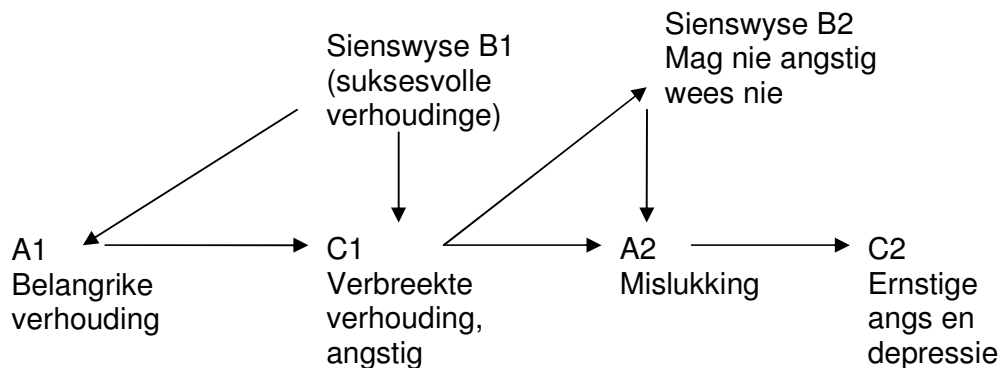 Sienswyse B1
(suksesvolle
verhoudinge)
Sienswyse B2
Mag nie angstig
wees nie
A1
Belangrike
verhouding
C1
Verbreekte
verhouding,
angstig
A2
Mislukking
C2
Ernstige
angs en
depressie